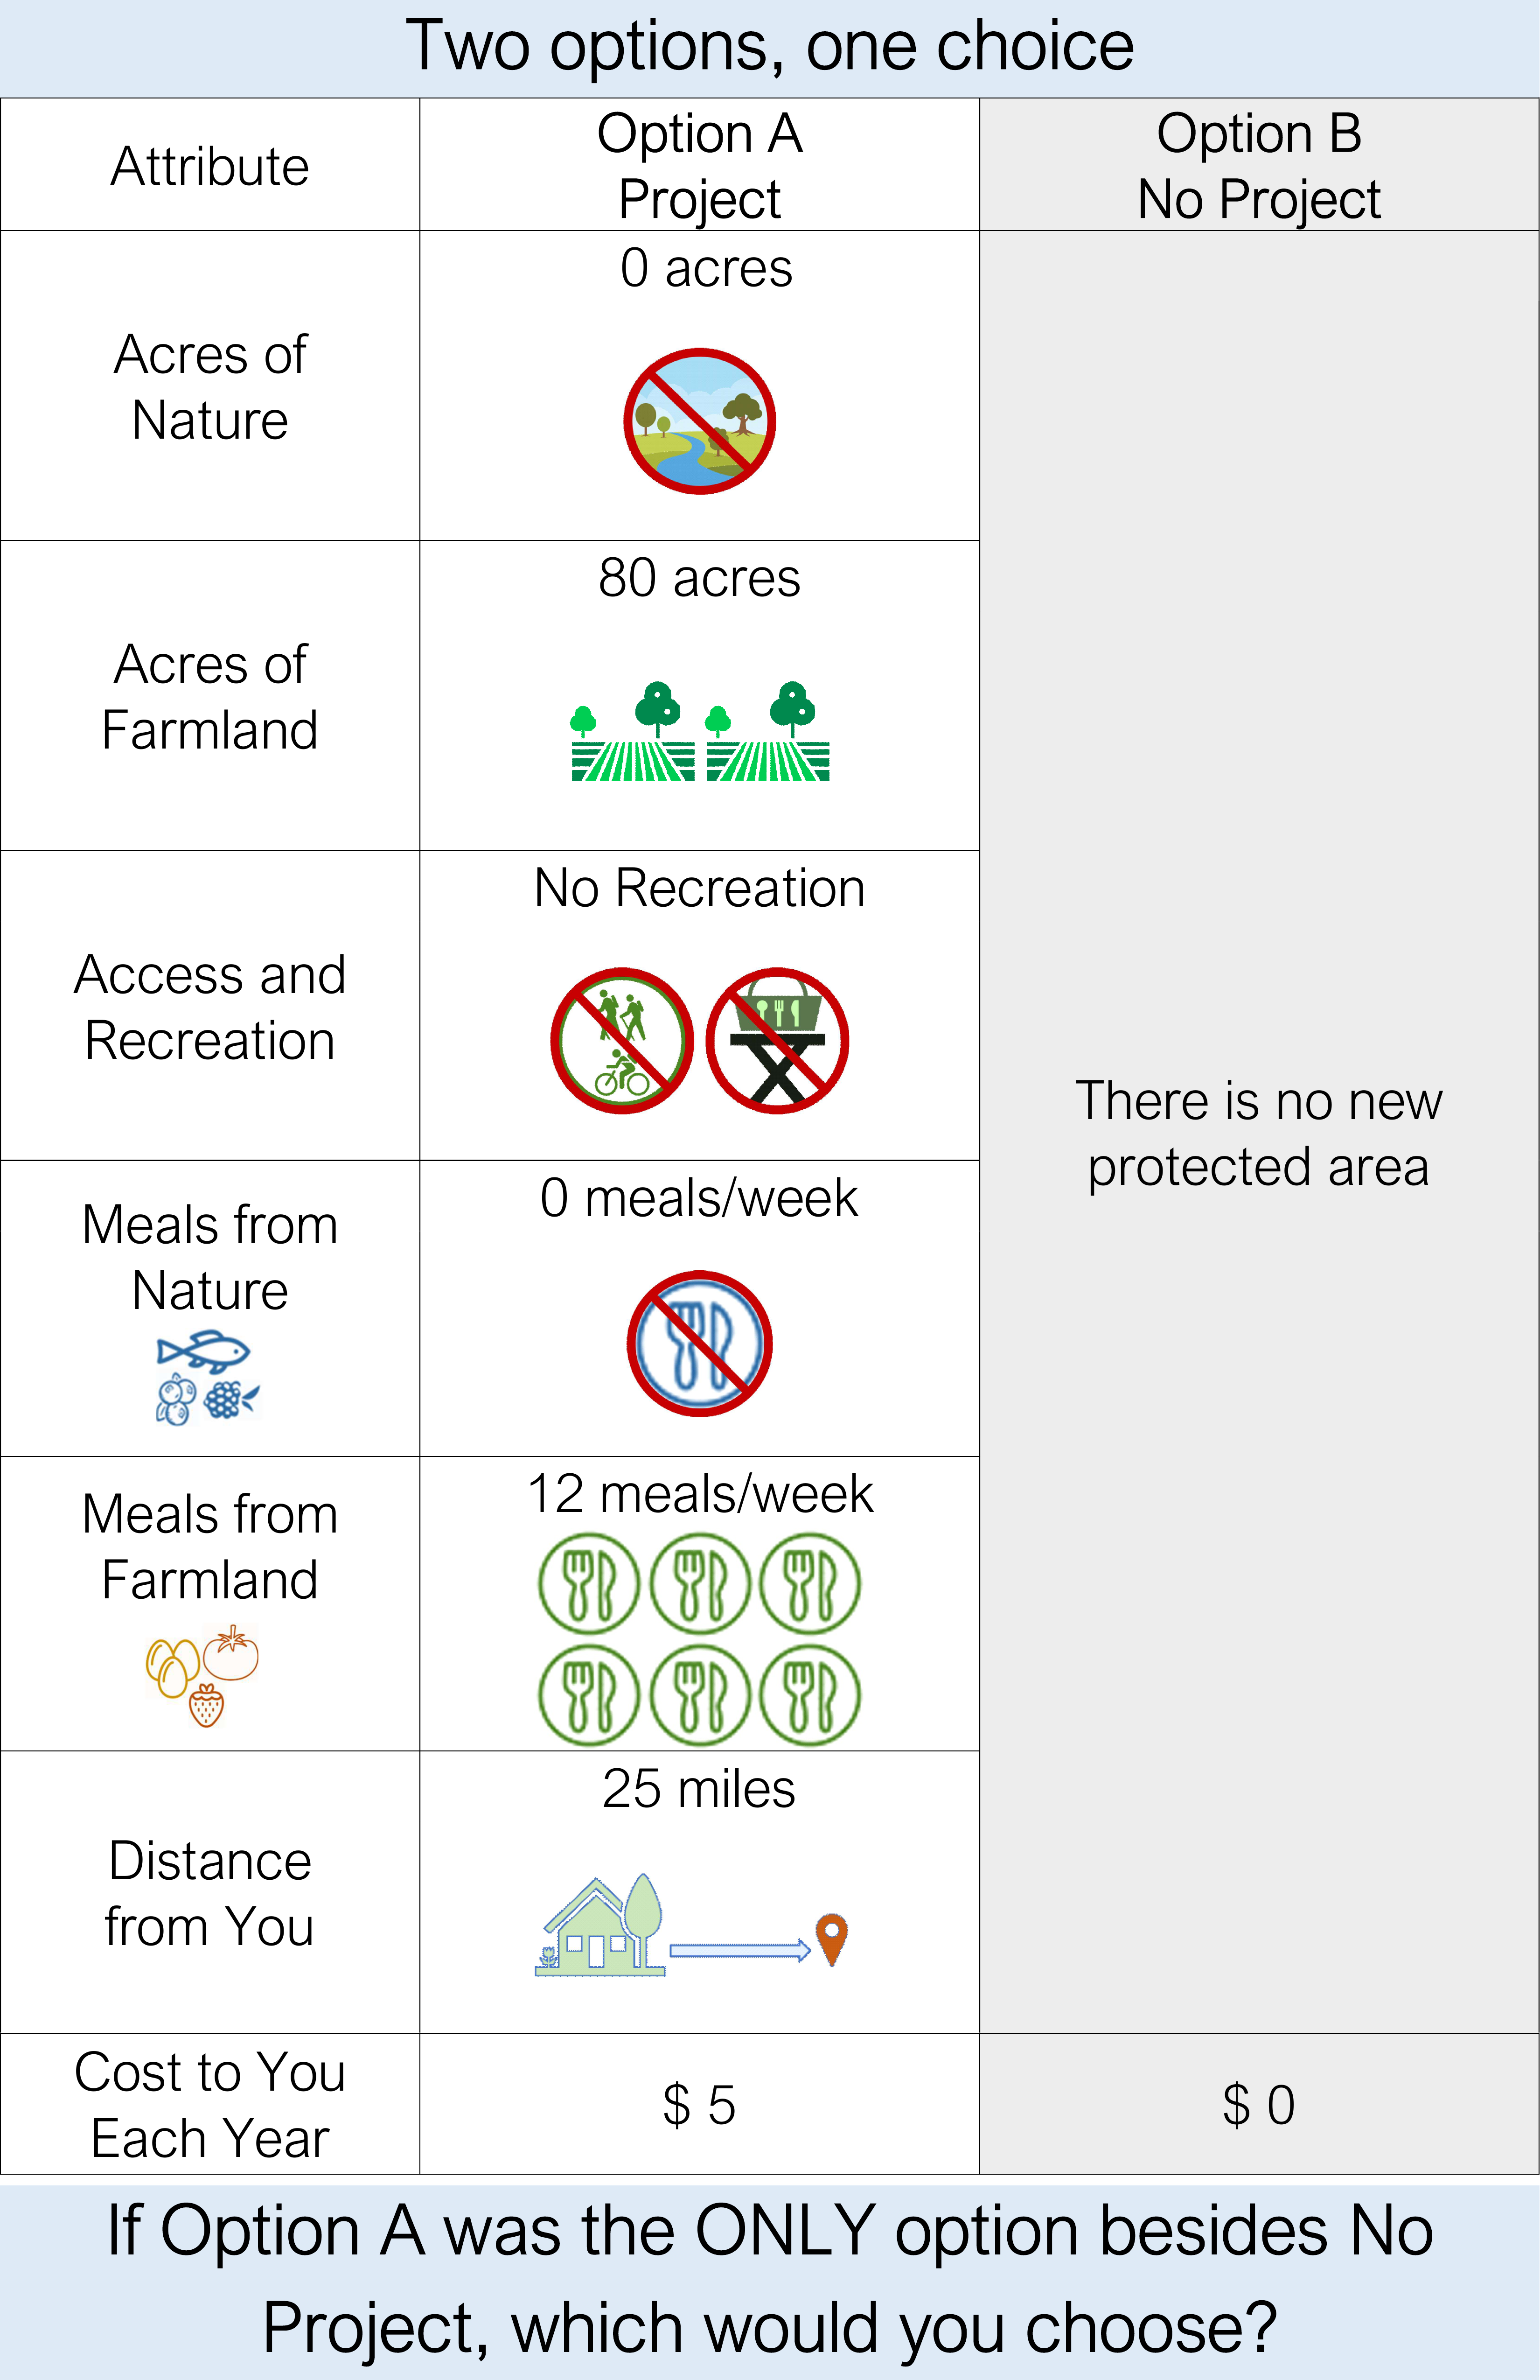 Two options, one choice
Attribute
Option A
Project
Option B
No Project
Acres of
Nature
0 acres
Acres of
Farmland
80 acres
Access and
Recreation
No Recreation
Meals from
Nature
0 meals/week
Meals from
Farmland
12 meals/week
Distance
from You
25 miles
There is no new
protected area
Cost to You
Each Year
$ 5
$ 0
If Option A was the ONLY option besides No
Project, which would you choose?